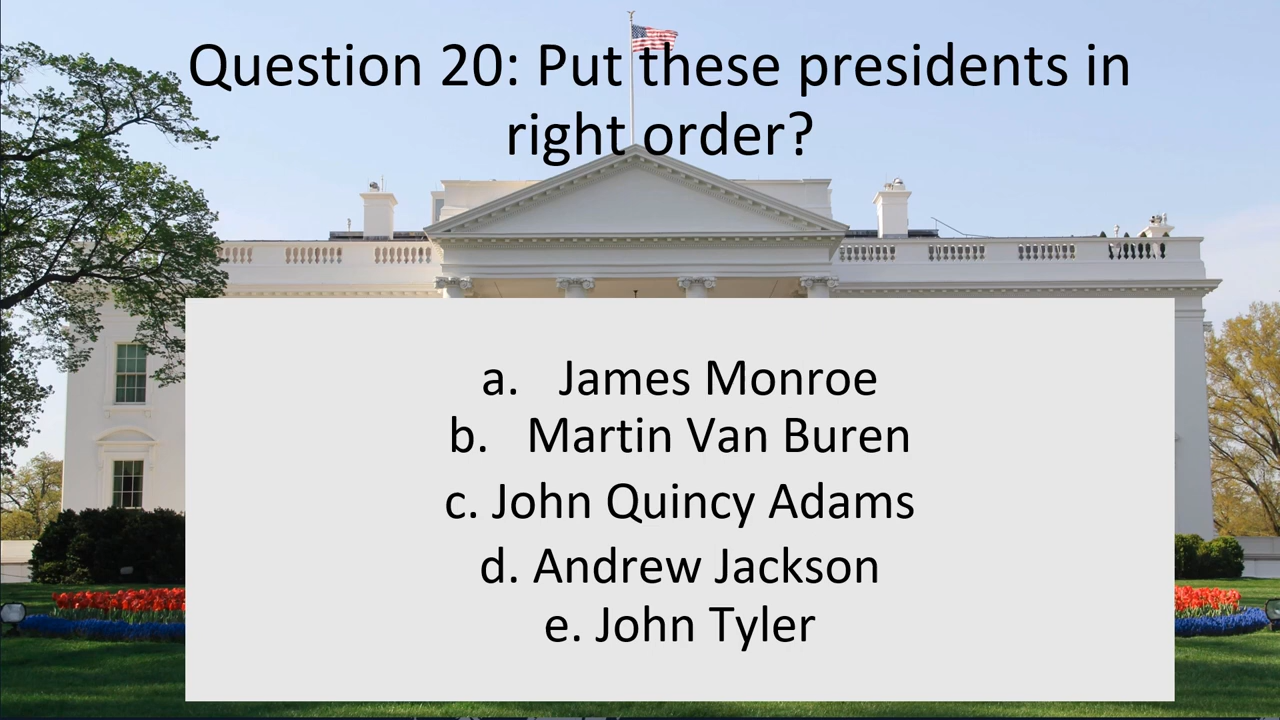 Question 20: Put these presidents in
right order?
a. James Monroe
b. Martin Van Buren
c. John Quincy Adams
d. Andrew Jackson
e. John Tyler